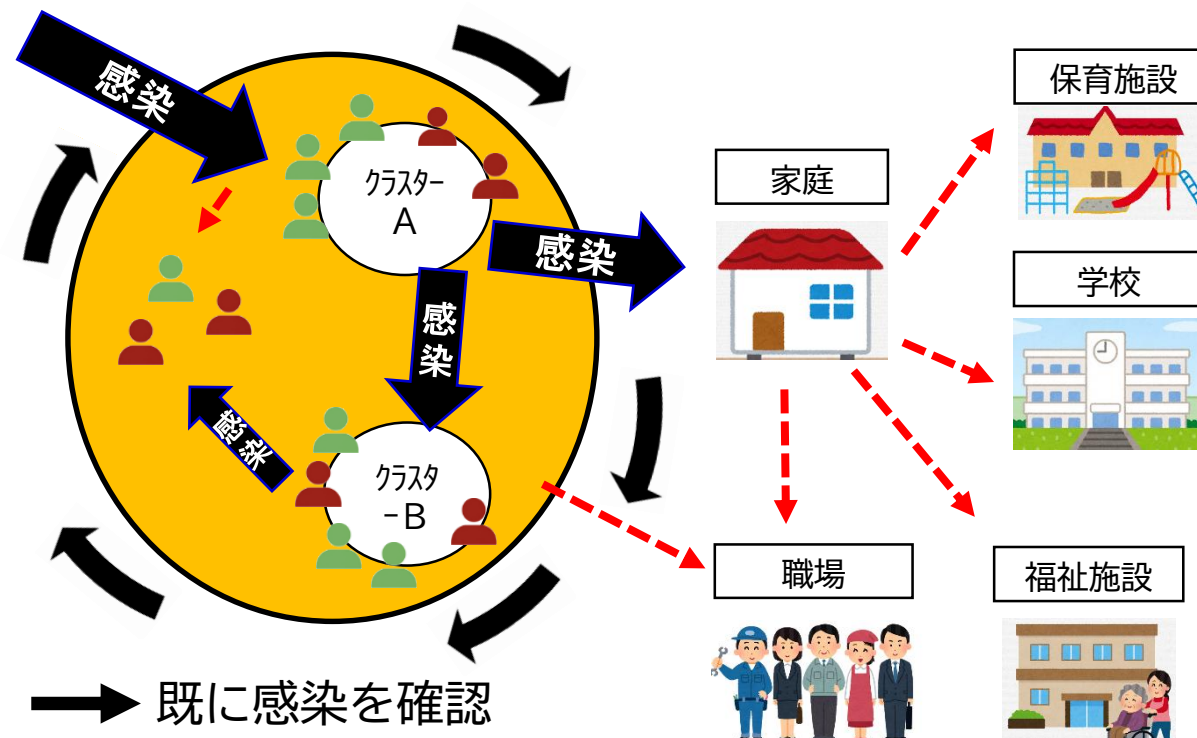 感染
クラスター
A
感染
感染
感染
クラスタ
-B
家庭
保育施設
学校
職場
福祉施設
既に感染を確認